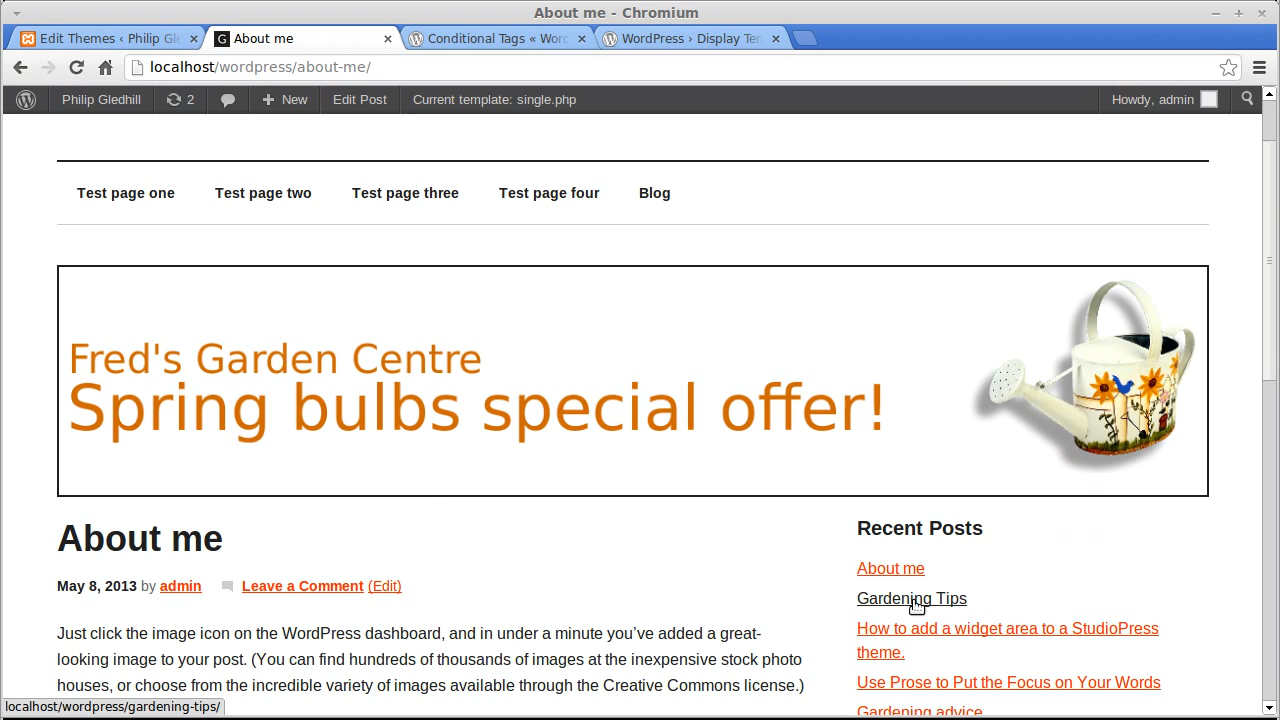 About me - Chromium
Edit Themes ‹ Philip Gle
About me
Conditional Tags « Word
WordPress › Display Tem
localhost/wordpress/about-me/
Philip Gledhill
2
New
Edit Post
Current template: single.php
Howdy, admin
Test page one
Test page two
Test page three
Test page four
Blog
Fred's Garden Centre
Spring bulbs special offer!
About me
May 8, 2013 by admin
Leave a Comment (Edit)
Just click the image icon on the WordPress dashboard, and in under a minute you’ve added a great-
looking image to your post. (You can find hundreds of thousands of images at the inexpensive stock photo
houses, or choose from the incredible variety of images available through the Creative Commons license.)
Recent Posts
About me
Gardening Tips
How to add a widget area to a StudioPress
theme.
Use Prose to Put the Focus on Your Words
Gardening advice
localhost/wordpress/gardening-tips/